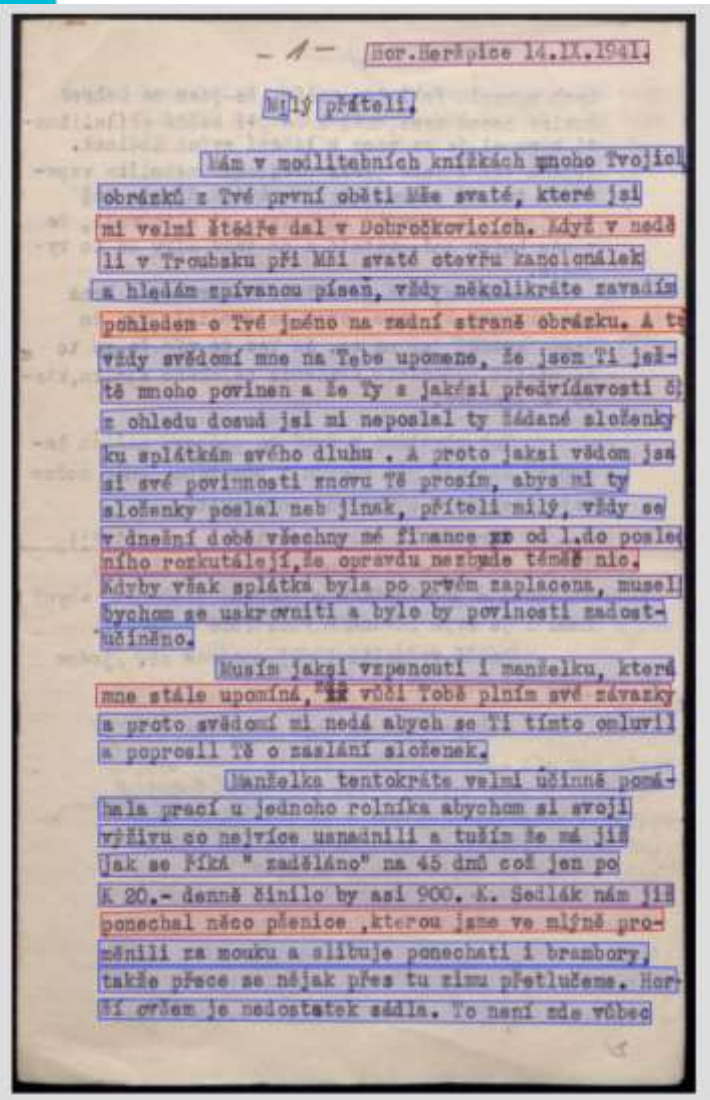 - 1 - Hor.Heršpice 14.IX.1941.
Milý příteli.
Mám v modlitebních knížkách mnoho Tvojich
obrázků z Tvé první oběti Mše svaté, které jsi
mi velmi štědře dal v Dobročkovicích. Když v nedě
li v Troubsku při Mši svaté otevřu kancionálek
a hledám zpívanou píseň, vždy několikráte zavadím
pohledem o Tvé jméno na zadní straně obrázku. A tu
vždy svědomí mne na Tebe upomene, že jsem Ti ješ-
tě mnoho povinen a že Ty z jakési předvídavosti či
z ohledu dosud jsi mi neposlal ty žádané složenky
ku splátkám svého dluhu . A proto jaksi vědom jsa
si své povinnosti znovu Tě prosím, abys mi ty
složenky poslal neb jinak, příteli milý, vždy se
v dnešní době všechny mé finance od 1.do posled
ního rozkutálejí,že opravdu nezbude téměř nic.
Kdyby však splátka byla po prvém zaplacena, musel
bychom se uskrovniti a bylo by povinosti zadost-
učiněno.
Musím jaksi vzpenouti i manželku, která
mne stále upomíná, vůči Tobě plním své závazky
a proto svědomí mi nedá abych se Ti tímto omluvil
a poprosil Tě o zaslání složenek.
Manželka tentokráte velmi účinně pomá-
hala prací u jednoho rolníka abychom si svoji
výživu co nejvíce usnadnili a tuším že má již
jak se říká " zaděláno" na 45 dnů což jen po
K 20.- denně činilo by asi 900. K. Sedlák nám již
ponechal něco pšenice ,kterou jsme ve mlýně pro-
měnili za mouku a slibuje ponechati i brambory,
takže přece se nějak přes tu zimu přetlučeme. Hor-
ší ovšem je nedostatek sádla. To není zde vůbec